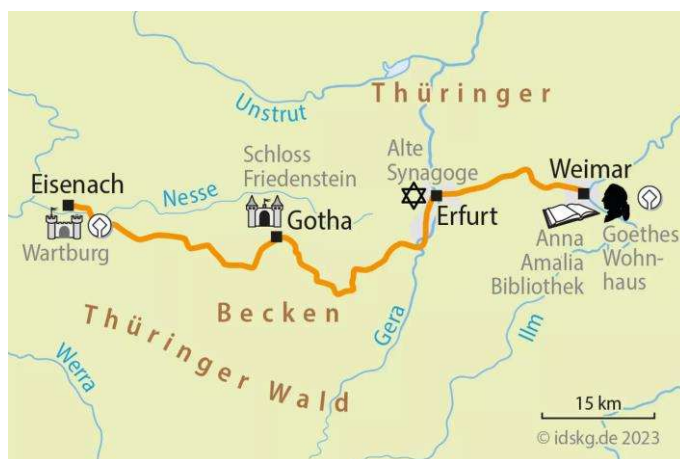 Unstrut
Thüringer
Alte
Synagoge
Schloss
Friedenstein
Weimar
Eisenach
Nesse
Gotha
Erfurt
Wartburg
Anna
Amalia
Bibliothek
Goethes
Wohn-
haus
Becken
Thüringer Wald
Gera
Ilm
Werra
15 km
© idskg.de 2023